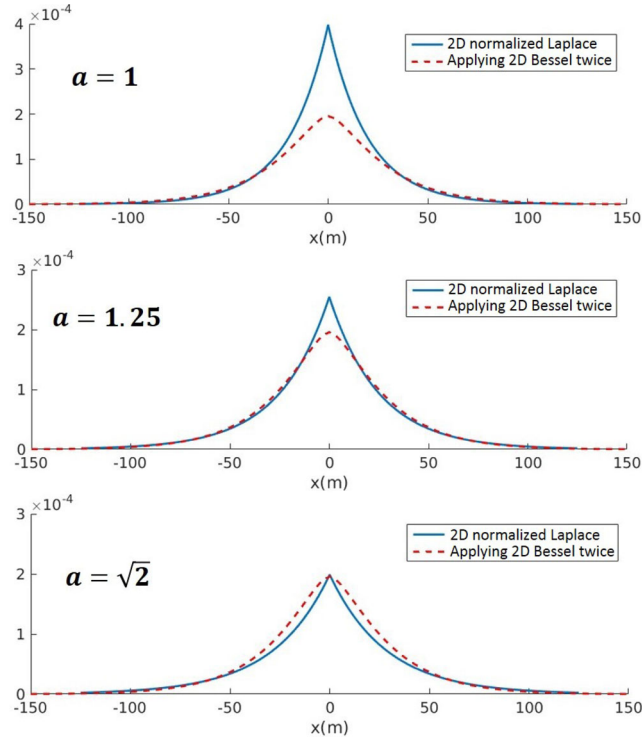 4 ×10⁻⁴
2D normalized Laplace
Applying 2D Bessel twice
a = 1
3
2
1
0
-150 -100 -50 0 50 100 150
x(m)
3 ×10⁻⁴
2D normalized Laplace
Applying 2D Bessel twice
a = 1.25
2
1
0
-150 -100 -50 0 50 100 150
x(m)
3 ×10⁻⁴
2D normalized Laplace
Applying 2D Bessel twice
a = √2
2
1
0
-150 -100 -50 0 50 100 150
x(m)